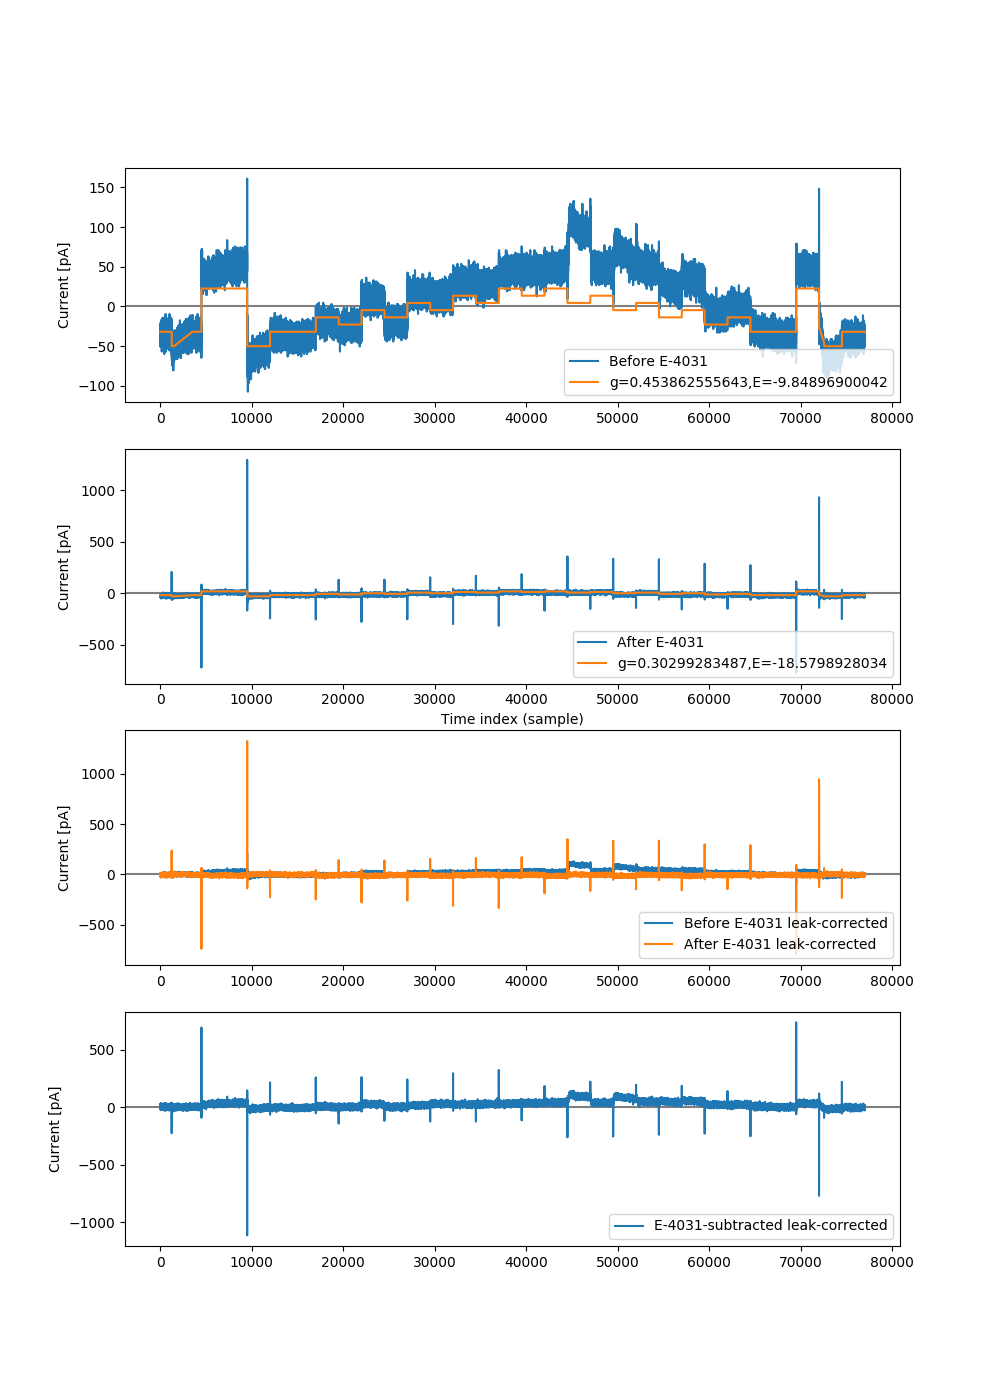 150
100
50
0
−50
−100
Current [pA]
Before E-4031
g=0.453862555643,E=-9.84896900042
0 10000 20000 30000 40000 50000 60000 70000 80000
1000
500
0
−500
Current [pA]
After E-4031
g=0.30299283487,E=-18.5798928034
0 10000 20000 30000 40000 50000 60000 70000 80000
Time index (sample)
1000
500
0
−500
Current [pA]
Before E-4031 leak-corrected
After E-4031 leak-corrected
0 10000 20000 30000 40000 50000 60000 70000 80000
500
0
−500
−1000
Current [pA]
E-4031-subtracted leak-corrected
0 10000 20000 30000 40000 50000 60000 70000 80000